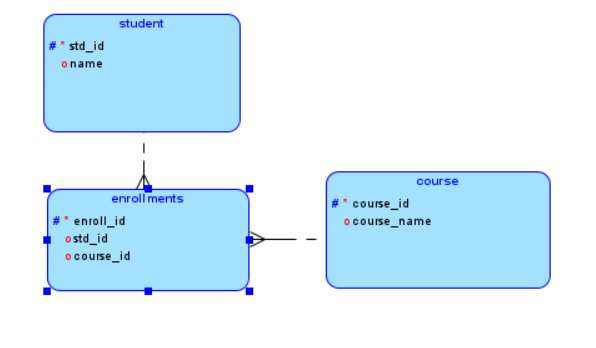 student
# * std_id
o name
enrollments
# * enroll_id
o std_id
o course_id
course
# * course_id
o course_name